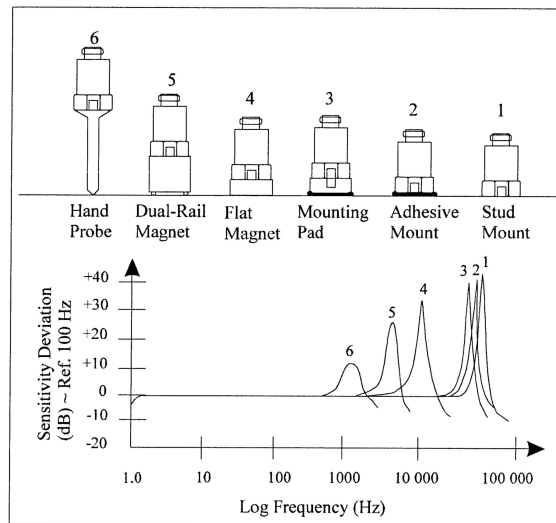 6
5
4
3
2
1
Hand Probe
Dual-Rail Magnet
Flat Magnet
Mounting Pad
Adhesive Mount
Stud Mount
Sensitivity Deviation
(dB) ~ Ref. 100 Hz
+40
+30
+20
+10
0
-10
-20
6
5
4
3
2
1
1.0
10
100
1000
10 000
100 000
Log Frequency (Hz)